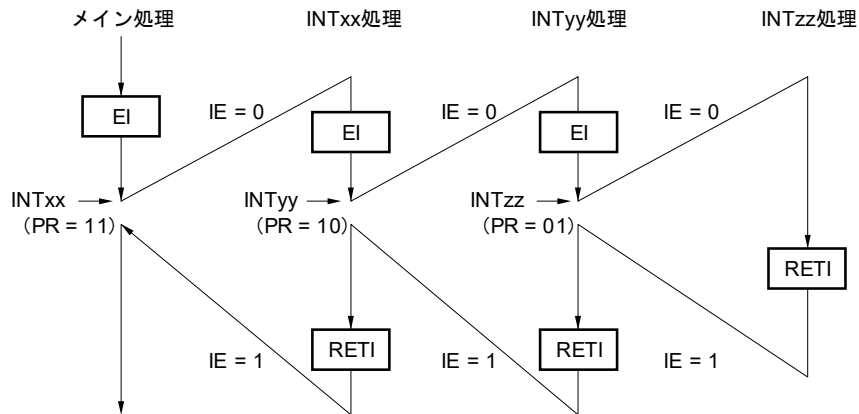 メイン処理 INTxx処理 INTyy処理 INTzz処理
EI IE = 0 EI IE = 0 EI IE = 0
INTxx INTyy INTzz
（PR = 11） （PR = 10） （PR = 01）
RETI
IE = 1 RETI IE = 1 RETI IE = 1